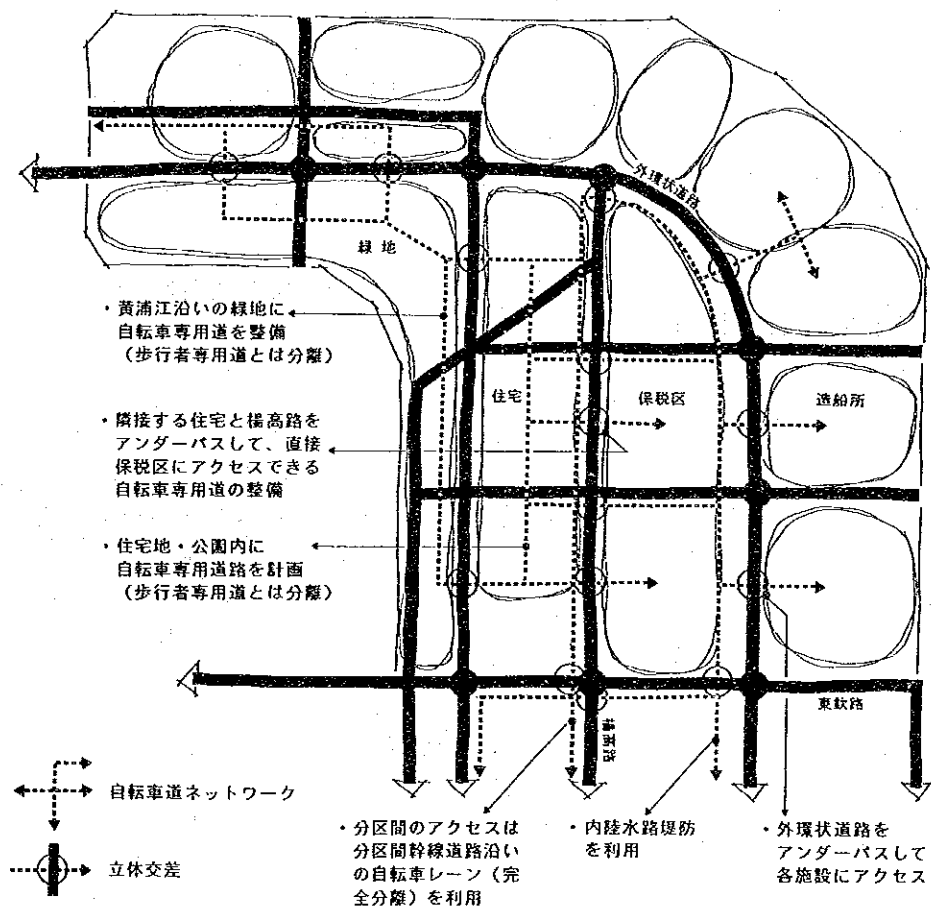 外環状道路
緑地
・黄浦江沿いの緑地に
自転車専用道を整備
（歩行者専用道とは分離）
住宅
保税区
造船所
・隣接する住宅と楊高路を
アンダーパスして、直接
保税区にアクセスできる
自転車専用道の整備
・住宅地・公園内に
自転車専用道路を計画
（歩行者専用道とは分離）
東欽路
楊高路
自転車道ネットワーク
立体交差
・分区間のアクセスは
分区間幹線道路沿い
の自転車レーン（完
全分離）を利用
・内陸水路堤防
を利用
・外環状道路を
アンダーパスして
各施設にアクセス